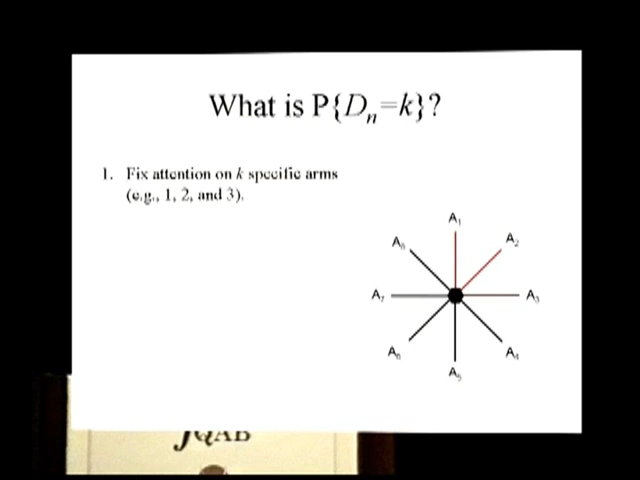 What is P{Dn=k}?
1. Fix attention on k specific arms
(e.g., 1, 2, and 3).
A1
A8 A2
A7 A3
A6 A4
A5
JQAB